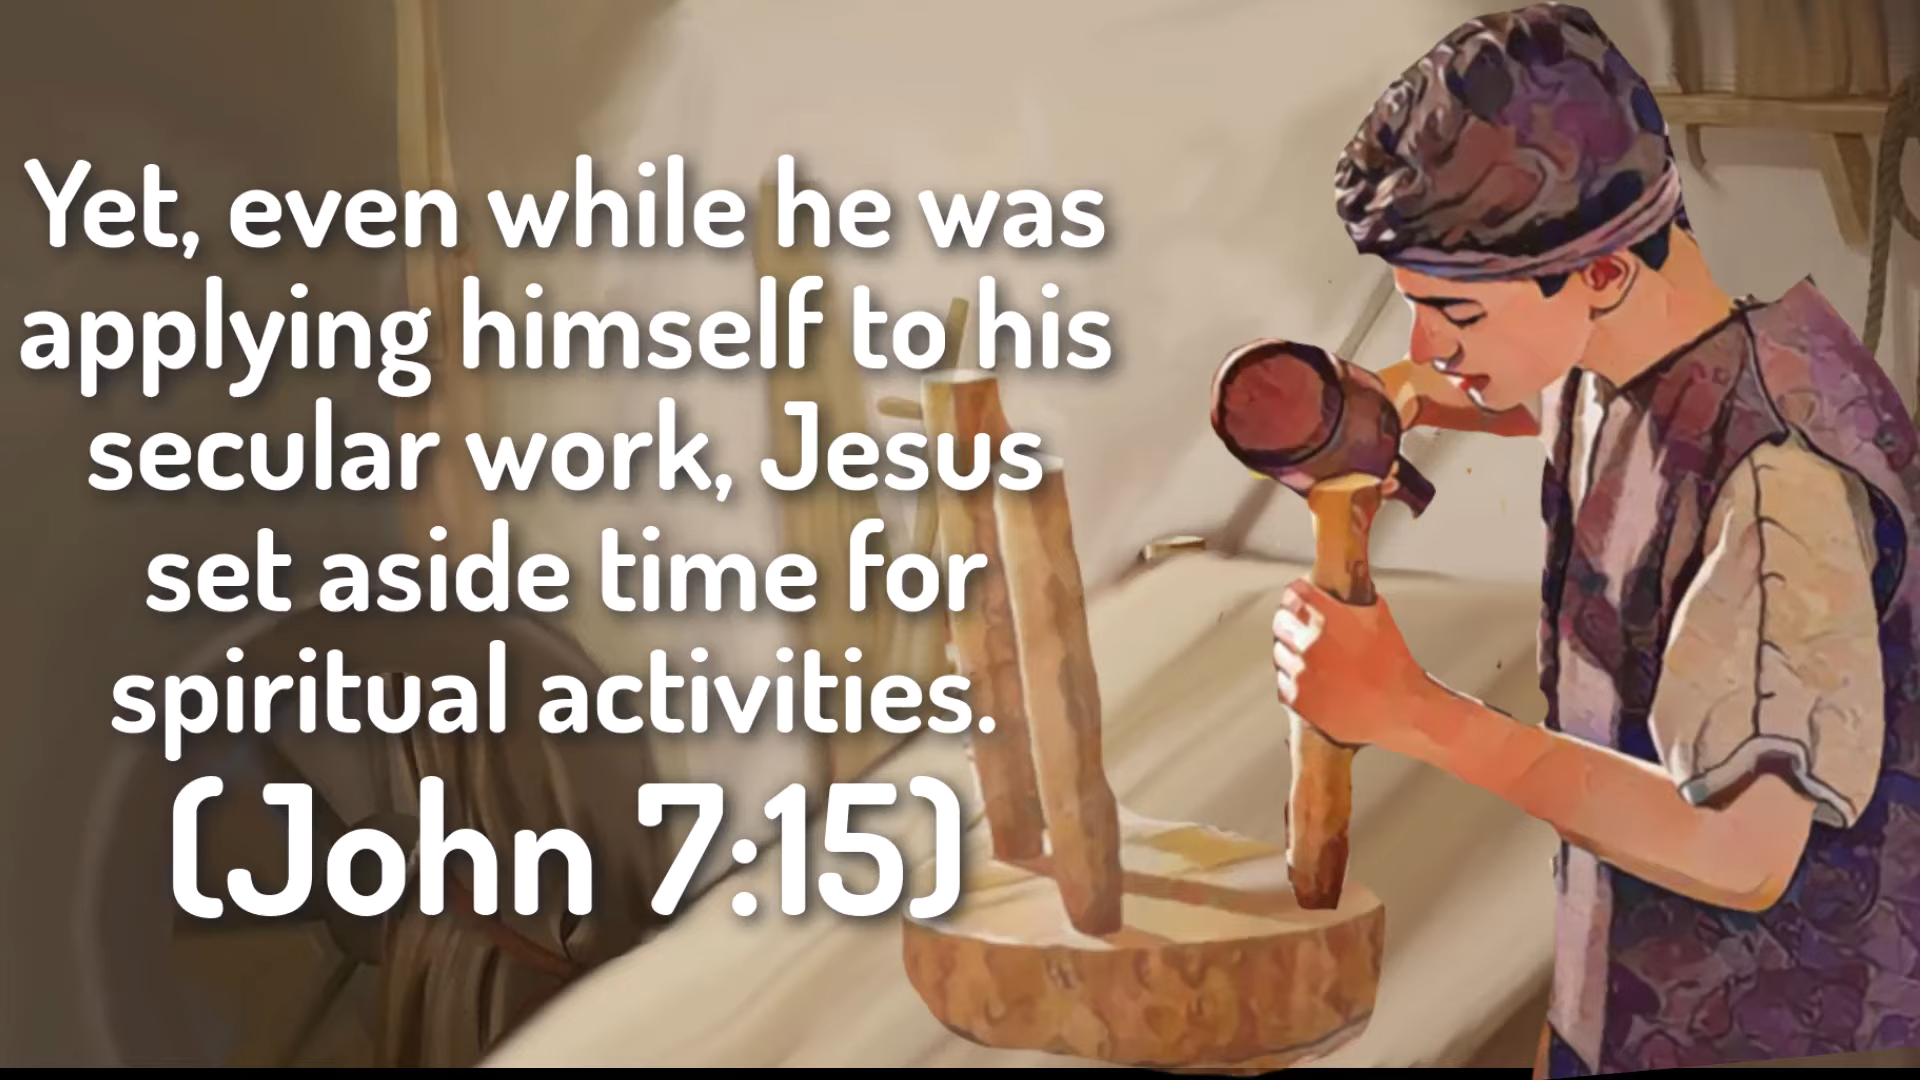 Yet, even while he was
applying himself to his
secular work, Jesus
set aside time for
spiritual activities.
(John 7:15)